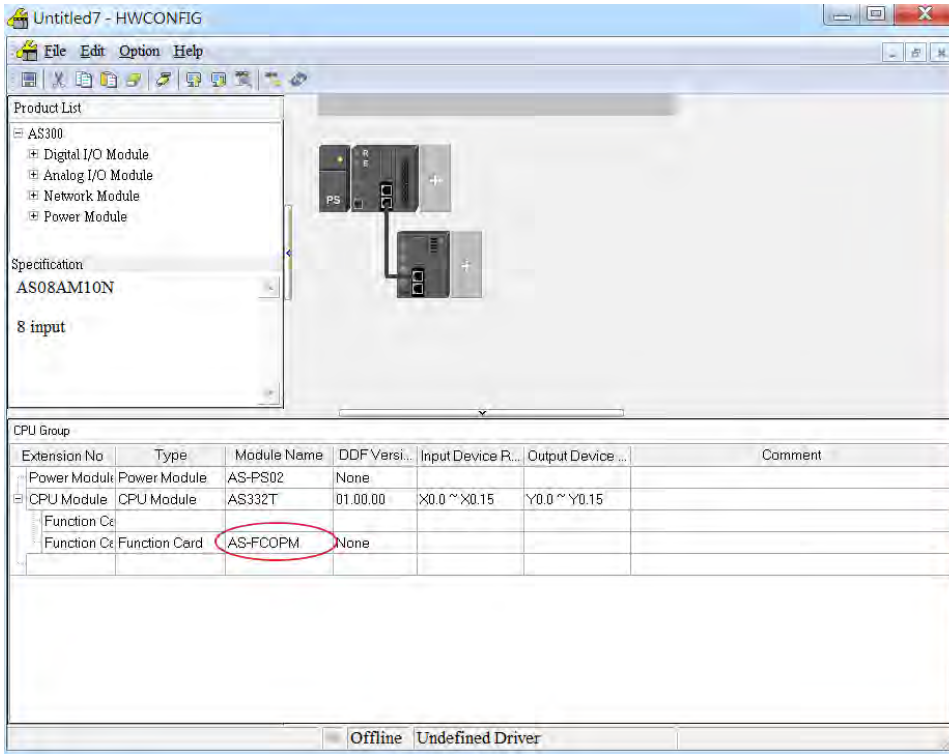 Untitled7 - HWCONFIG
File Edit Option Help
Product List
AS300
Digital I/O Module
Analog I/O Module
Network Module
Power Module
Specification
AS08AM10N
8 input
R
E
PS
CPU Group
Extension No Type Module Name DDF Versi... Input Device R... Output Device ... Comment
Power Module Power Module AS-PS02 None
CPU Module CPU Module AS332T 01.00.00 X0.0 ~ X0.15 Y0.0 ~ Y0.15
Function Ca
Function Ca Function Card AS-FCOPM None
Offline Undefined Driver